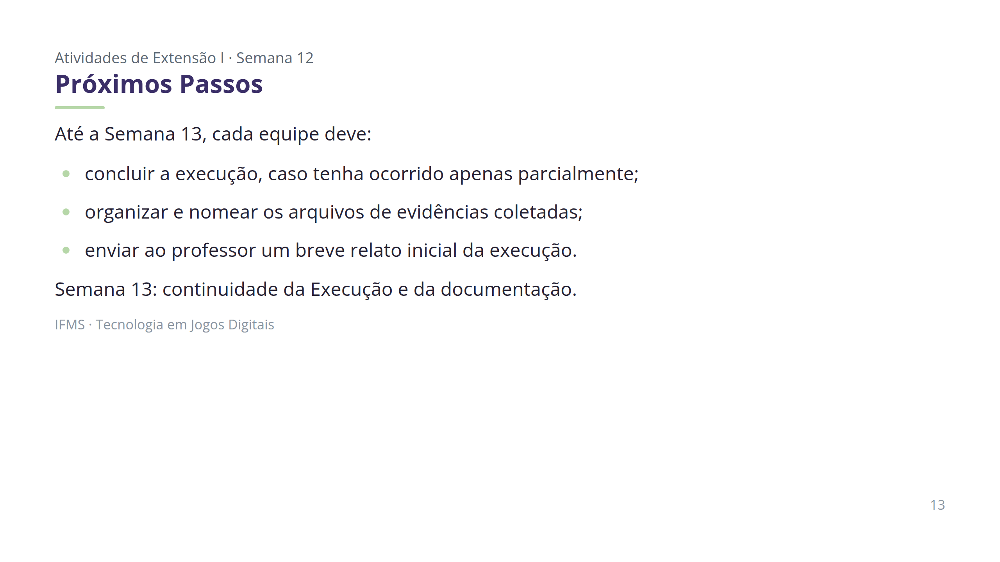 Atividades de Extensão I · Semana 12
Próximos Passos
Até a Semana 13, cada equipe deve:
concluir a execução, caso tenha ocorrido apenas parcialmente;
organizar e nomear os arquivos de evidências coletadas;
enviar ao professor um breve relato inicial da execução.
Semana 13: continuidade da Execução e da documentação.
IFMS · Tecnologia em Jogos Digitais
13